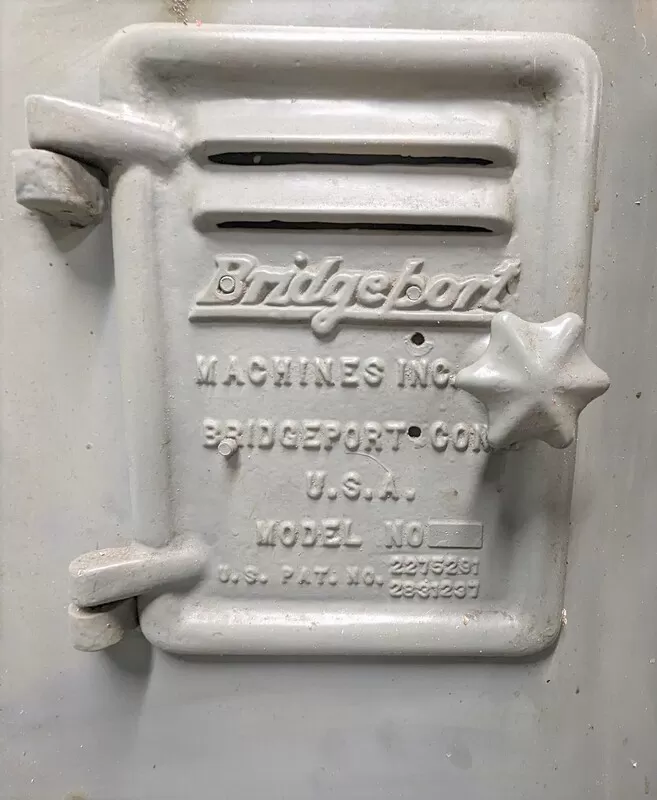 Bridgeport
MACHINES INC.
BRIDGEPORT CONN.
U.S.A.
MODEL NO
U.S. PAT. NO. 2275291
2831237